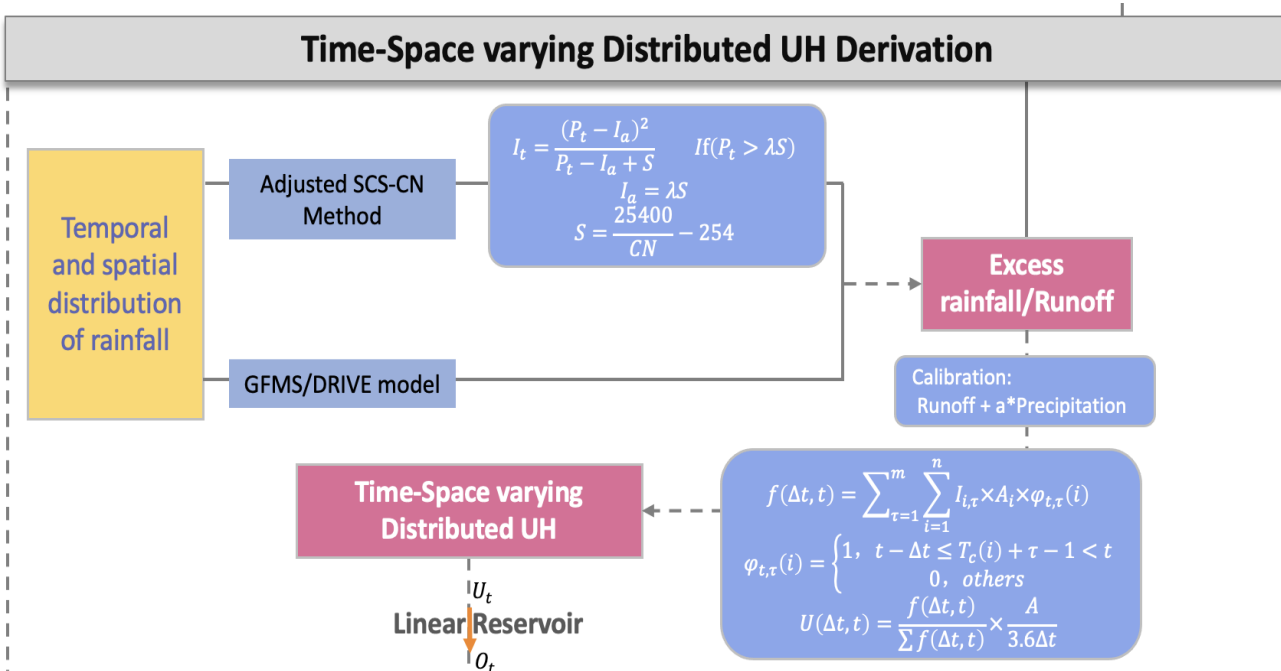 Time-Space varying Distributed UH Derivation
Temporal
and spatial
distribution
of rainfall
Adjusted SCS-CN
Method
I_t = (P_t − I_a)^2 / (P_t − I_a + S)    If(P_t > λS)
I_a = λS
S = 25400 / CN − 254
GFMS/DRIVE model
Excess
rainfall/Runoff
Calibration:
Runoff + a*Precipitation
f(Δt, t) = ∑_{τ=1}^{m} ∑_{i=1}^{n} I_{i,τ}×A_i×φ_{t,τ}(i)
φ_{t,τ}(i) = {1, t − Δt ≤ T_c(i) + τ − 1 < t
0, others
U(Δt, t) = f(Δt, t) / ∑ f(Δt, t) × A / 3.6Δt
Time-Space varying
Distributed UH
U_t
Linear Reservoir
O_t